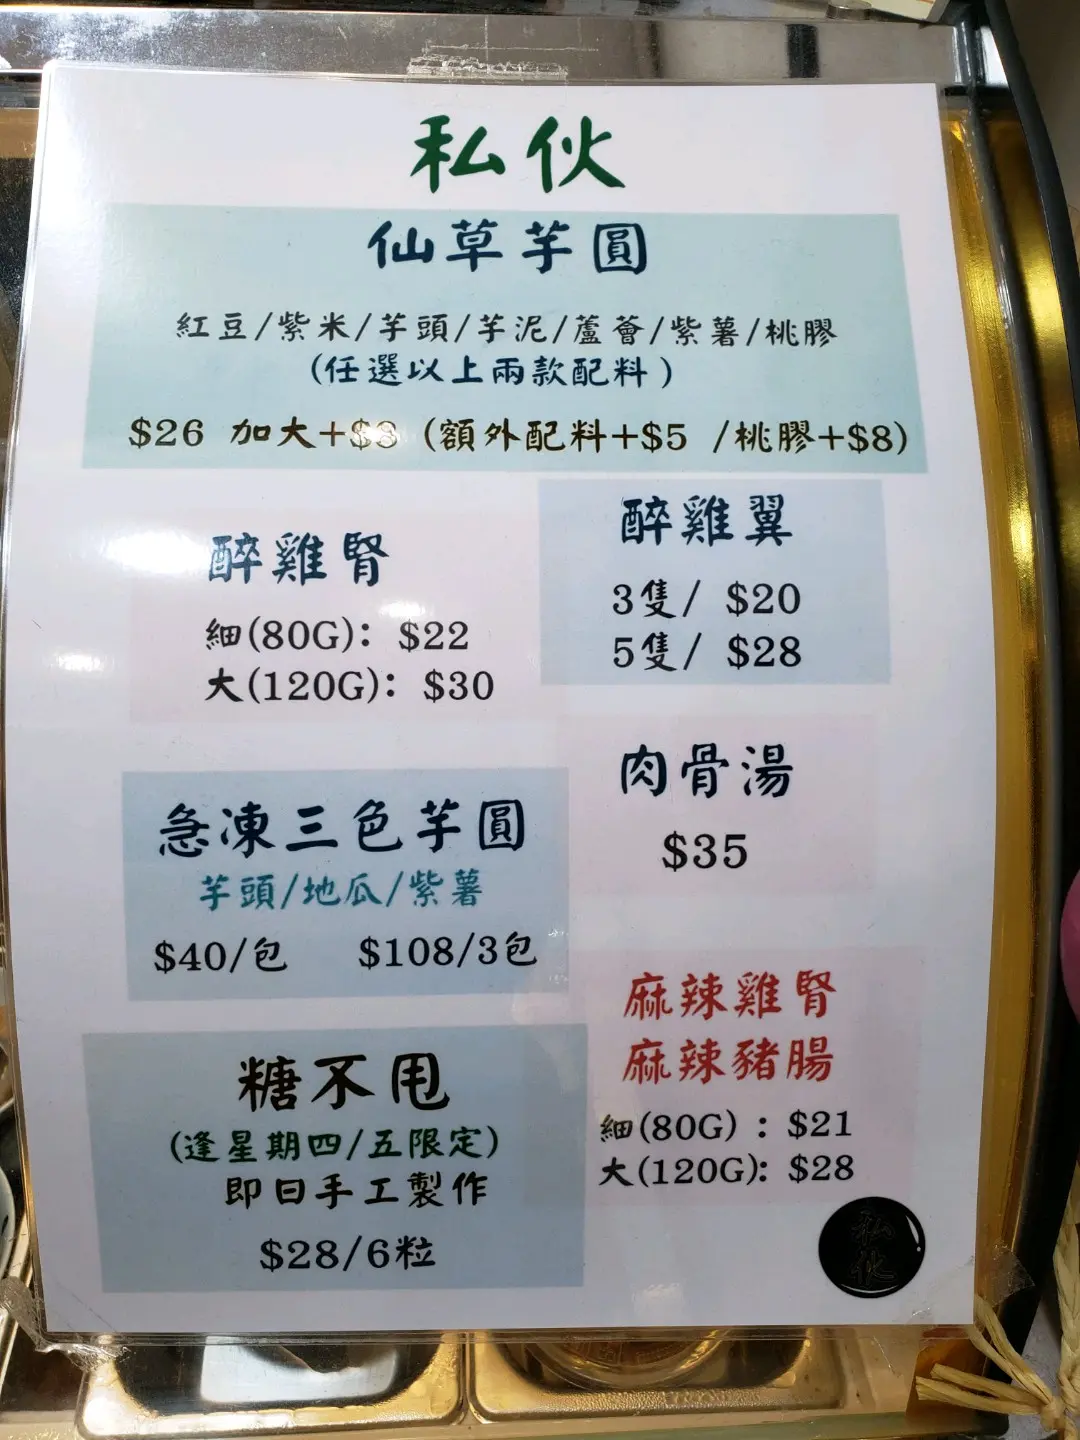 私伙
仙草芋圓
紅豆/紫米/芋頭/芋泥/蘆薈/紫薯/桃膠
(任選以上兩款配料)
$26 加大+$3 (額外配料+$5 /桃膠+$8)
醉雞腎
細(80G): $22
大(120G): $30
醉雞翼
3隻/ $20
5隻/ $28
肉骨湯
$35
急凍三色芋圓
芋頭/地瓜/紫薯
$40/包 $108/3包
麻辣雞腎
麻辣豬腸
細(80G) : $21
大(120G): $28
糖不甩
(逢星期四/五限定)
即日手工製作
$28/6粒
私伙